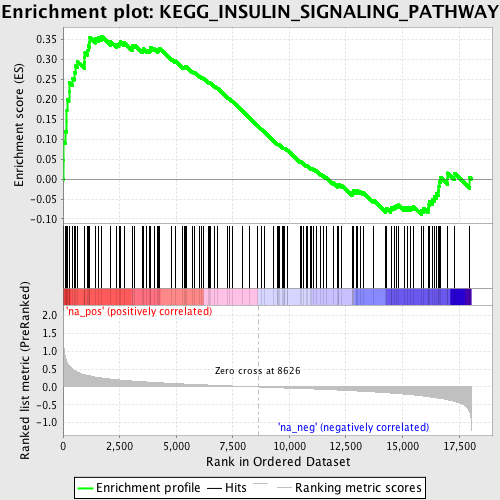 Enrichment plot: KEGG_INSULIN_SIGNALING_PATHWAY
Enrichment score (ES)
0.35
0.30
0.25
0.20
0.15
0.10
0.05
0.00
-0.05
-0.10
'na_pos' (positively correlated)
Ranked list metric (PreRanked)
2.0
1.5
1.0
0.5
0.0
-0.5
-1.0
Zero cross at 8626
'na_neg' (negatively correlated)
0
2,500
5,000
7,500
10,000
12,500
15,000
17,500
Rank in Ordered Dataset
Enrichment profile
Hits
Ranking metric scores